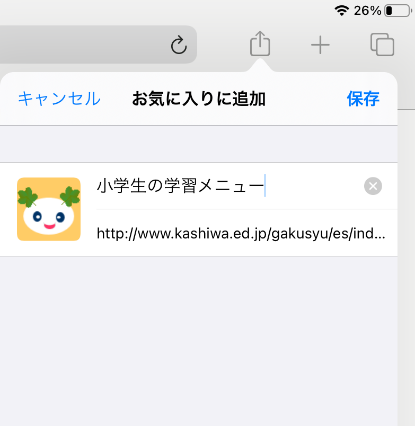 26%
キャンセル お気に入りに追加 保存
小学生の学習メニュー
http://www.kashiwa.ed.jp/gakusyu/es/ind...